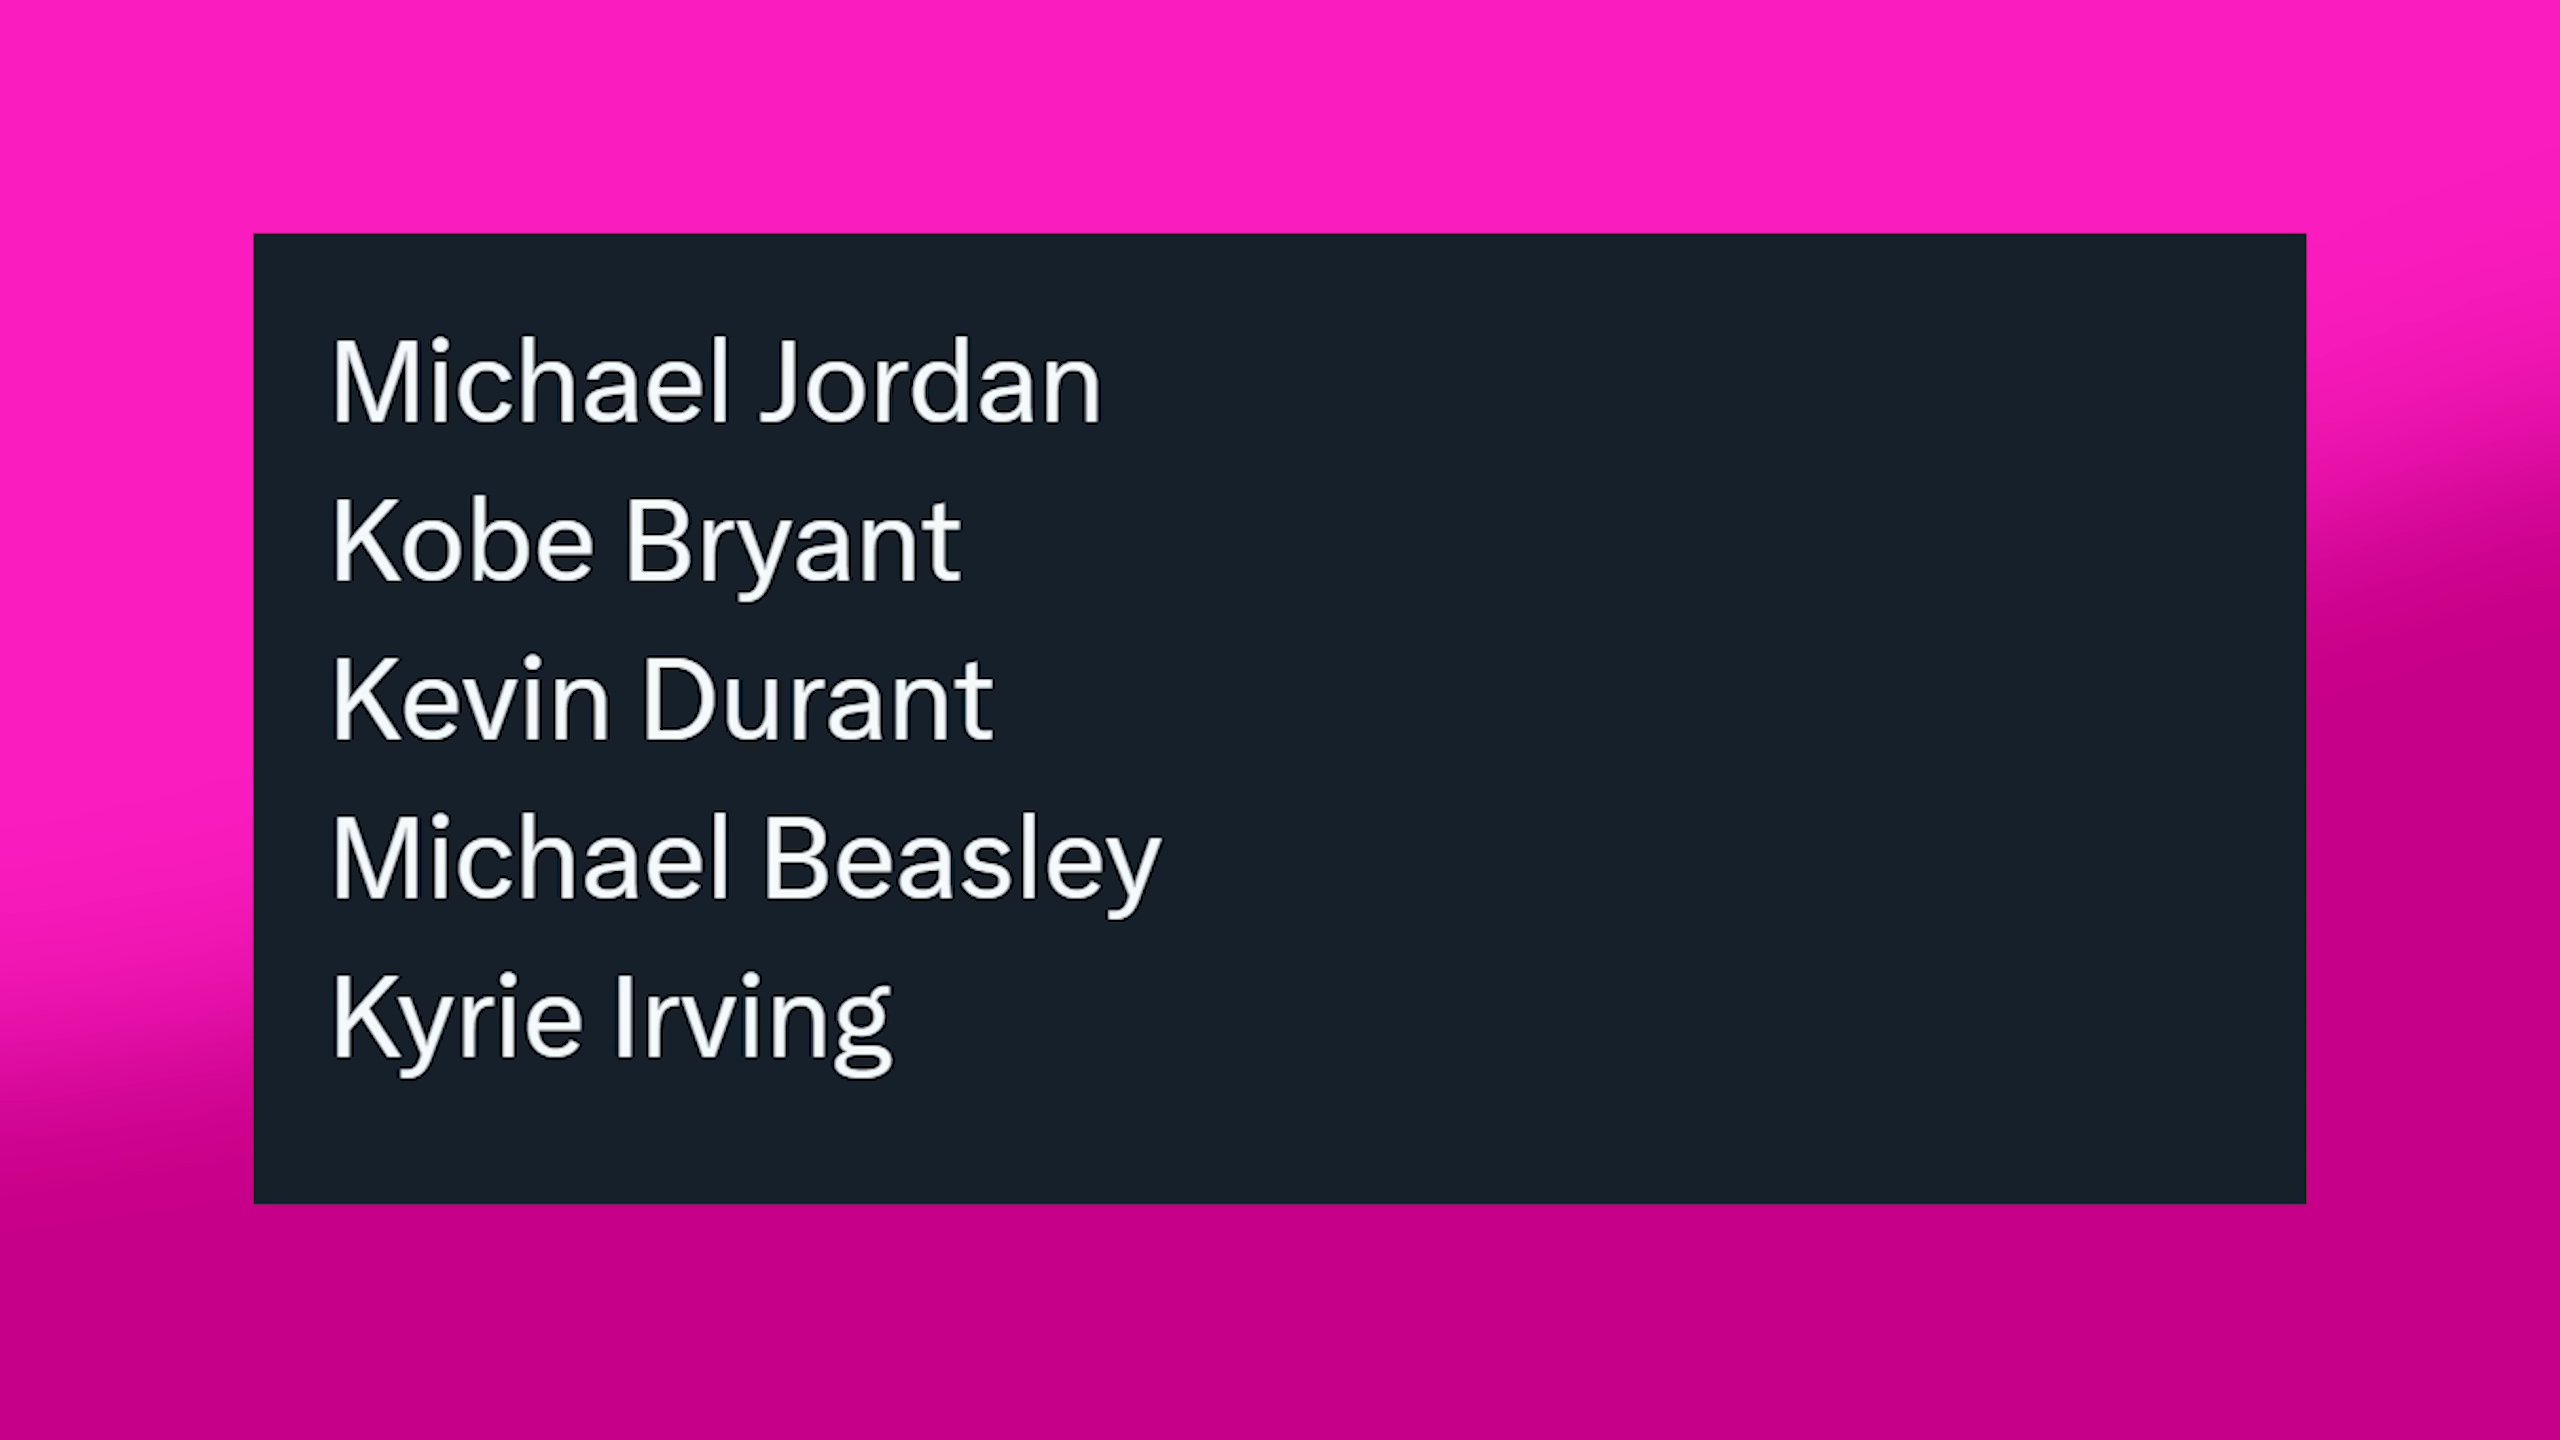 Michael Jordan
Kobe Bryant
Kevin Durant
Michael Beasley
Kyrie Irving